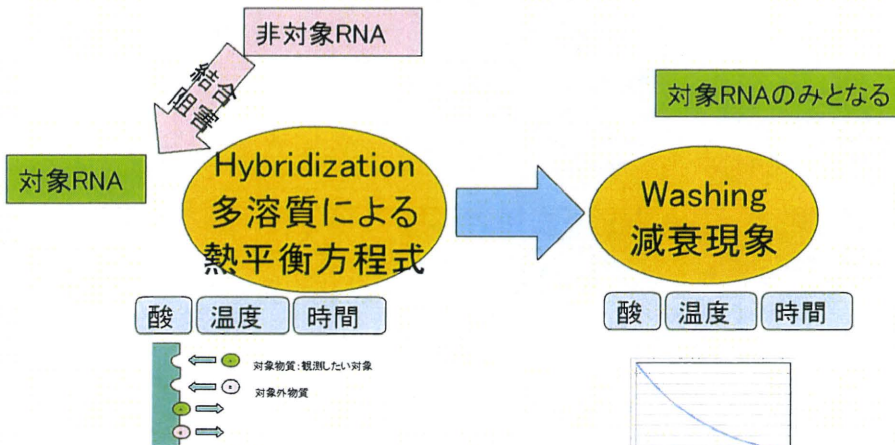 非対象RNA
結合
阻害
対象RNAのみとなる
対象RNA
Hybridization
多溶質による
熱平衡方程式
Washing
減衰現象
酸
温度
時間
酸
温度
時間
対象物質:観測したい対象
対象外物質